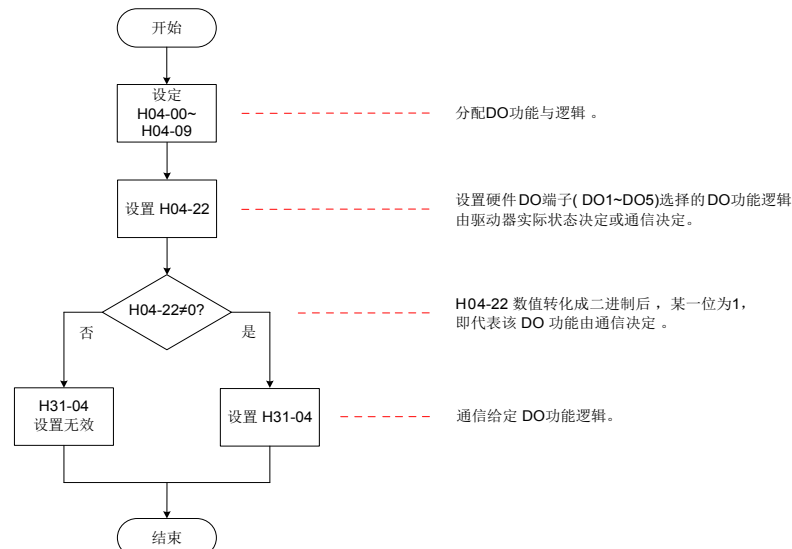 开始
设定
H04-00~
H04-09
分配DO功能与逻辑 。
设置 H04-22
设置硬件DO端子( DO1~DO5)选择的DO功能逻辑
由驱动器实际状态决定或通信决定。
H04-22≠0?
H04-22 数值转化成二进制后 ，某一位为1，
即代表该 DO 功能由通信决定 。
否
是
H31-04
设置无效
设置 H31-04
通信给定 DO功能逻辑。
结束